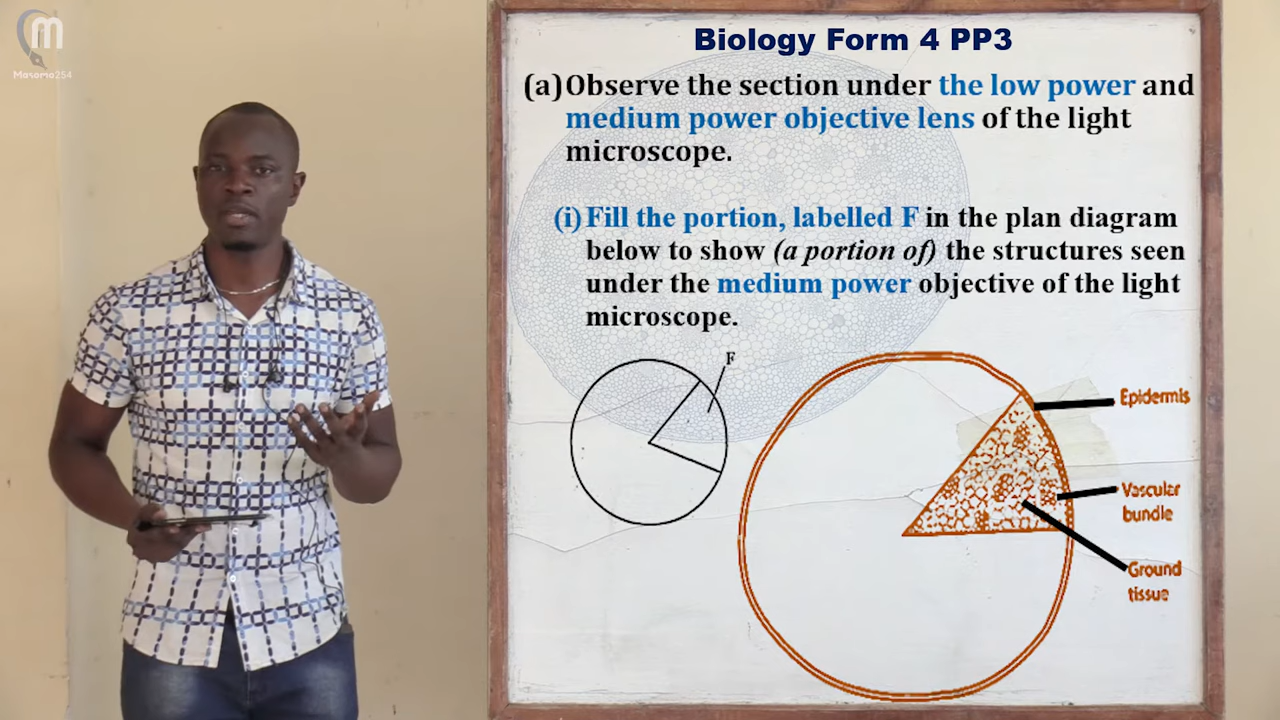 M
Masomo254
Biology Form 4 PP3
(a) Observe the section under the low power and
medium power objective lens of the light
microscope.
(i) Fill the portion, labelled F in the plan diagram
below to show (a portion of) the structures seen
under the medium power objective of the light
microscope.
F
Epidermis
Vascular
bundle
Ground
tissue